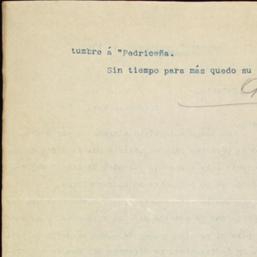 tumbre á "Pedriceña.
Sin tiempo para más quedo su